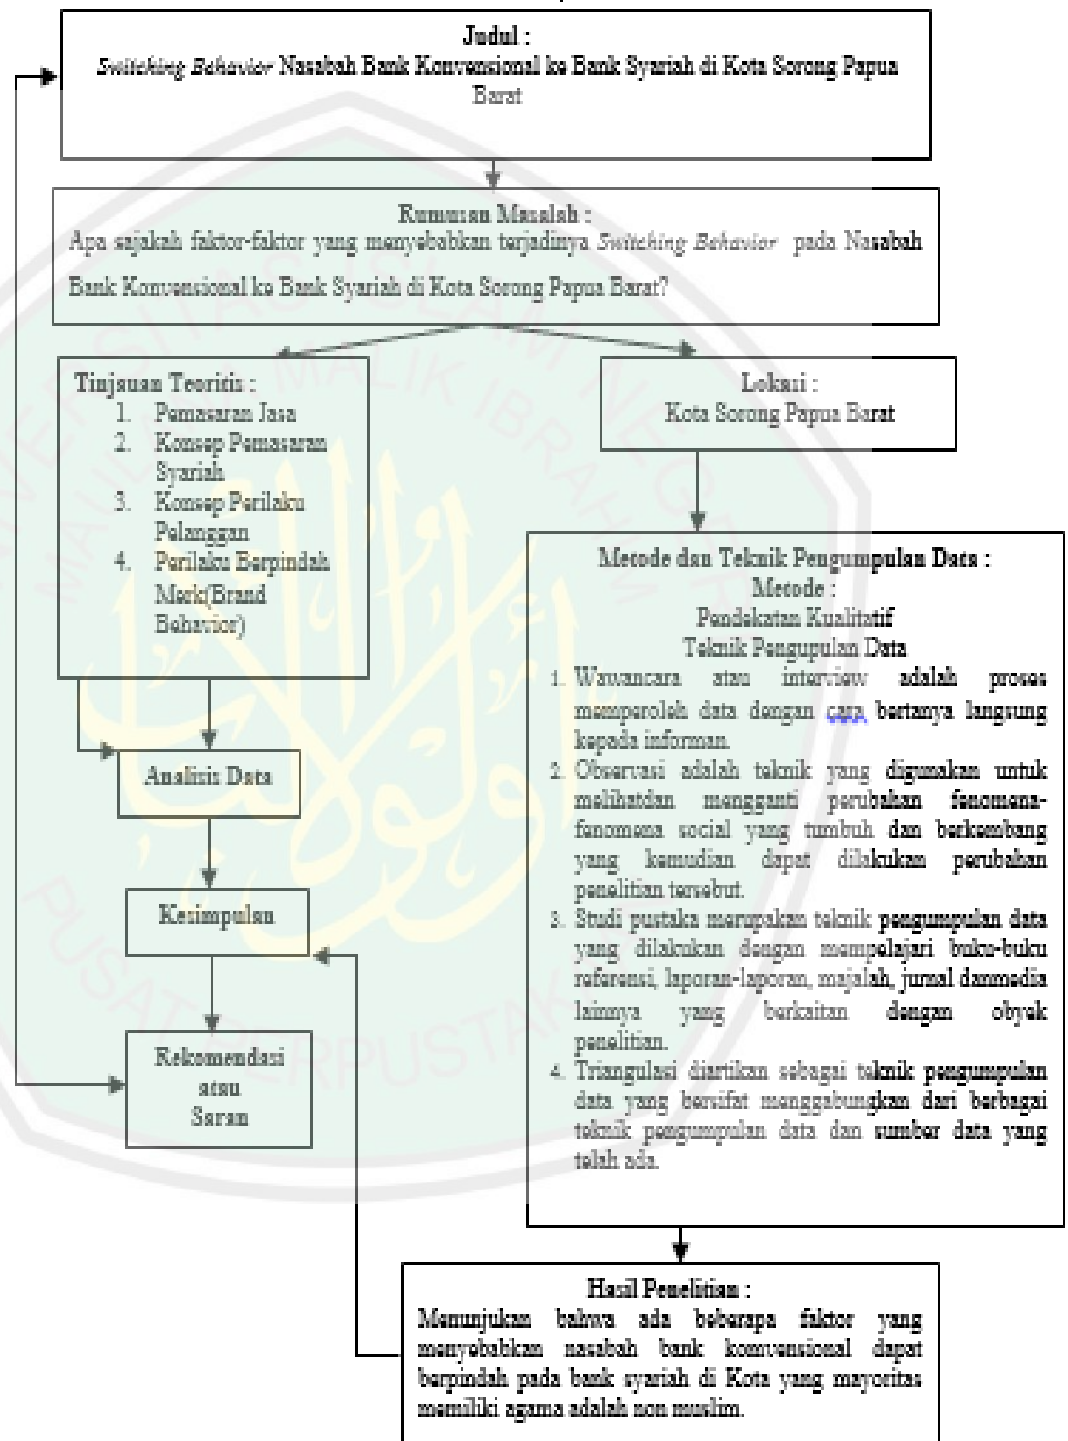 Judul :
Switching Behavior Nasabah Bank Konvensional ke Bank Syariah di Kota Sorong Papua
Barat
Rumusan Masalah :
Apa sajakah faktor-faktor yang menyebabkan terjadinya Switching Behavior pada Nasabah
Bank Konvensional ke Bank Syariah di Kota Sorong Papua Barat?
Tinjauan Teoritis :
1. Pemasaran Jasa
2. Konsep Pemasaran
Syariah
3. Konsep Perilaku
Pelanggan
4. Perilaku Berpindah
Merk(Brand
Behavior)
Lokasi :
Kota Sorong Papua Barat
Metode dan Teknik Pengumpulan Data :
Metode :
Pendekatan Kualitatif
Teknik Pengupulan Data
1. Wawancara atau interview adalah proses
memperoleh data dengan cara bertanya langsung
kepada informan.
2. Observasi adalah teknik yang digunakan untuk
melihatdan mengganti perubahan fenomena-
fenomena social yang tumbuh dan berkembang
yang kemudian dapat dilakukan perubahan
penelitian tersebut.
3. Studi pustaka merupakan teknik pengumpulan data
yang dilakukan dengan mempelajari buku-buku
referensi, laporan-laporan, majalah, jurnal danmedia
lainnya yang berkaitan dengan obyek
penelitian.
4. Triangulasi diartikan sebagai teknik pengumpulan
data yang bersifat menggabungkan dari berbagai
teknik pengumpulan data dan sumber data yang
telah ada.
Analisis Data
Kesimpulan
Rekomendasi
atau
Saran
Hasil Penelitian :
Menunjukan bahwa ada beberapa faktor yang
menyebabkan nasabah bank komvensional dapat
berpindah pada bank syariah di Kota yang mayoritas
memiliki agama adalah non muslim.
MAULANA MALIK IBRAHIM